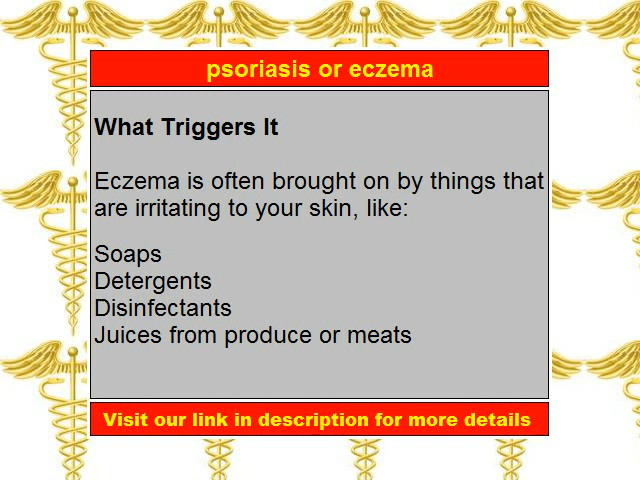 psoriasis or eczema
What Triggers It
Eczema is often brought on by things that
are irritating to your skin, like:
Soaps
Detergents
Disinfectants
Juices from produce or meats
Visit our link in description for more details